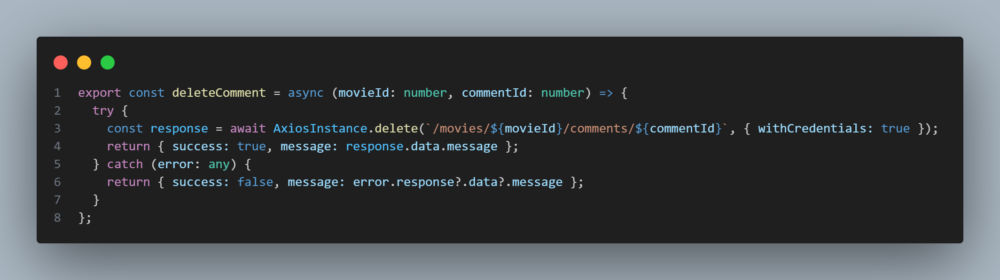 1 export const deleteComment = async (movieId: number, commentId: number) => {
2 try {
3 const response = await AxiosInstance.delete(`/movies/${movieId}/comments/${commentId}`, { withCredentials: true });
4 return { success: true, message: response.data.message };
5 } catch (error: any) {
6 return { success: false, message: error.response?.data?.message };
7 }
8 };